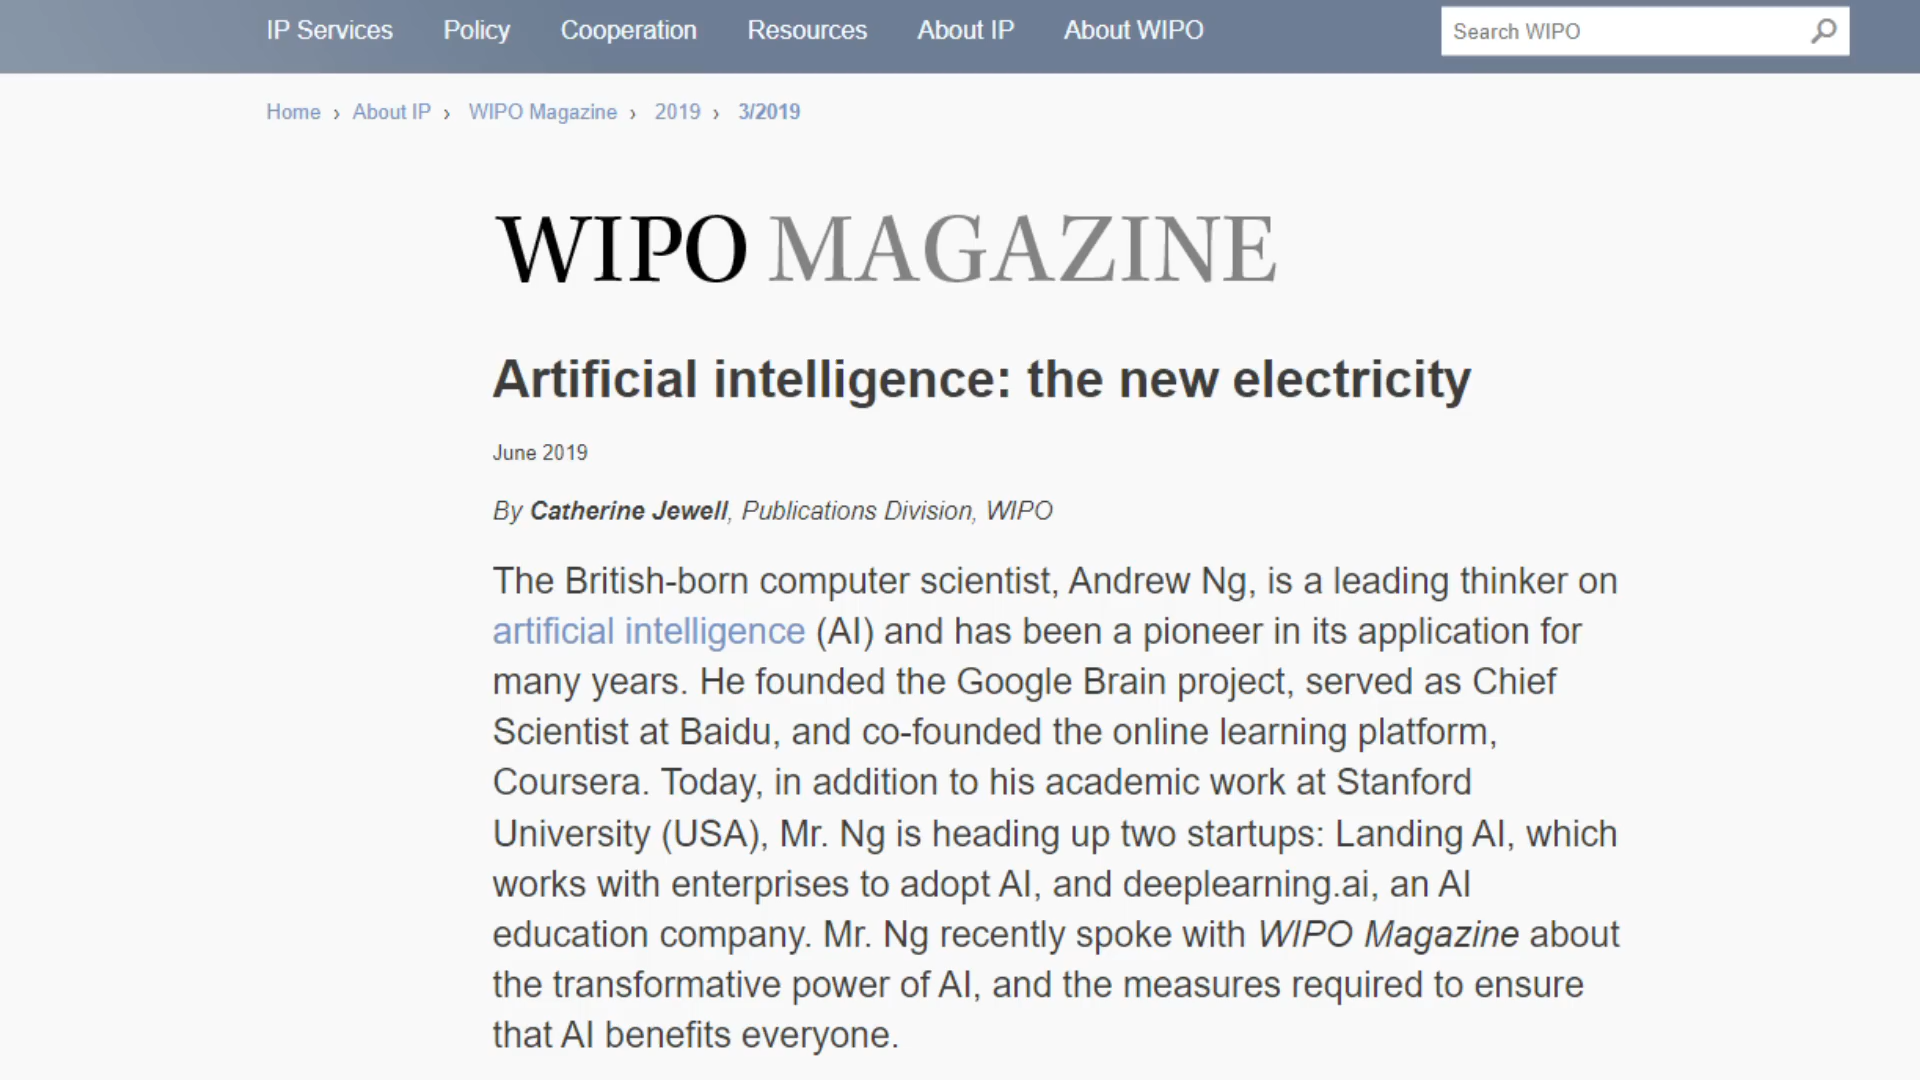 IP Services Policy Cooperation Resources About IP About WIPO Search WIPO
Home › About IP › WIPO Magazine › 2019 › 3/2019
WIPO MAGAZINE
Artificial intelligence: the new electricity
June 2019
By Catherine Jewell, Publications Division, WIPO
The British-born computer scientist, Andrew Ng, is a leading thinker on
artificial intelligence (AI) and has been a pioneer in its application for
many years. He founded the Google Brain project, served as Chief
Scientist at Baidu, and co-founded the online learning platform,
Coursera. Today, in addition to his academic work at Stanford
University (USA), Mr. Ng is heading up two startups: Landing AI, which
works with enterprises to adopt AI, and deeplearning.ai, an AI
education company. Mr. Ng recently spoke with WIPO Magazine about
the transformative power of AI, and the measures required to ensure
that AI benefits everyone.